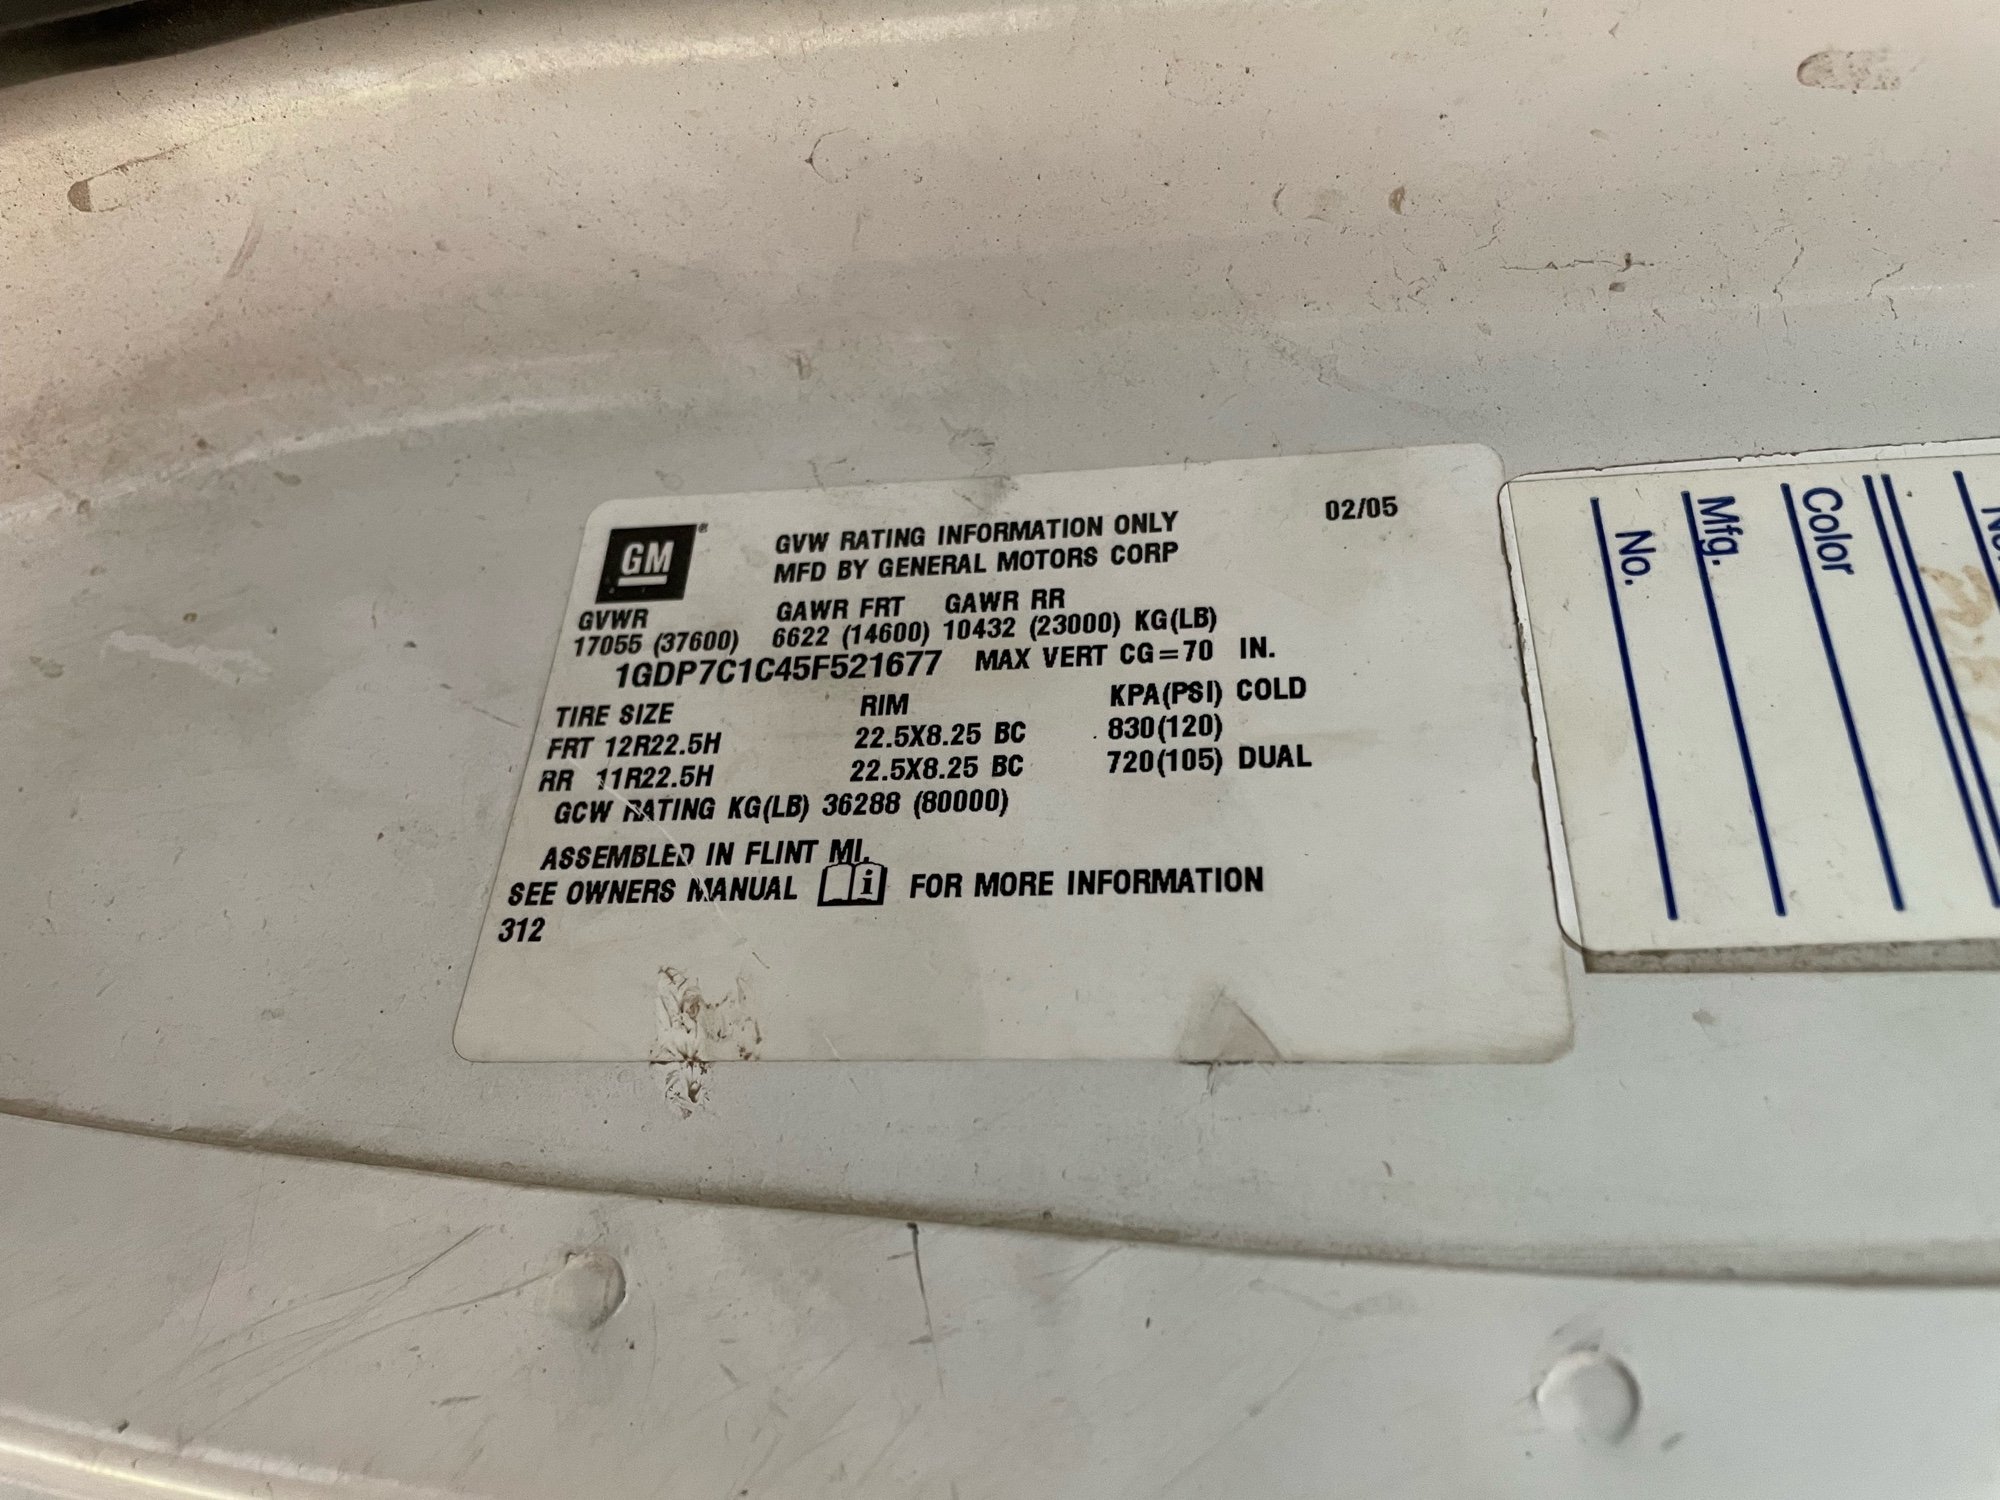 GM®
GVW RATING INFORMATION ONLY 02/05
MFD BY GENERAL MOTORS CORP
GVWR GAWR FRT GAWR RR
17055 (37600) 6622 (14600) 10432 (23000) KG(LB)
1GDP7C1C45F521677 MAX VERT CG=70 IN.
TIRE SIZE RIM KPA(PSI) COLD
FRT 12R22.5H 22.5X8.25 BC 830(120)
RR 11R22.5H 22.5X8.25 BC 720(105) DUAL
GCW RATING KG(LB) 36288 (80000)
ASSEMBLED IN FLINT MI.
SEE OWNERS MANUAL i FOR MORE INFORMATION
312
Color
Mfg.
No.